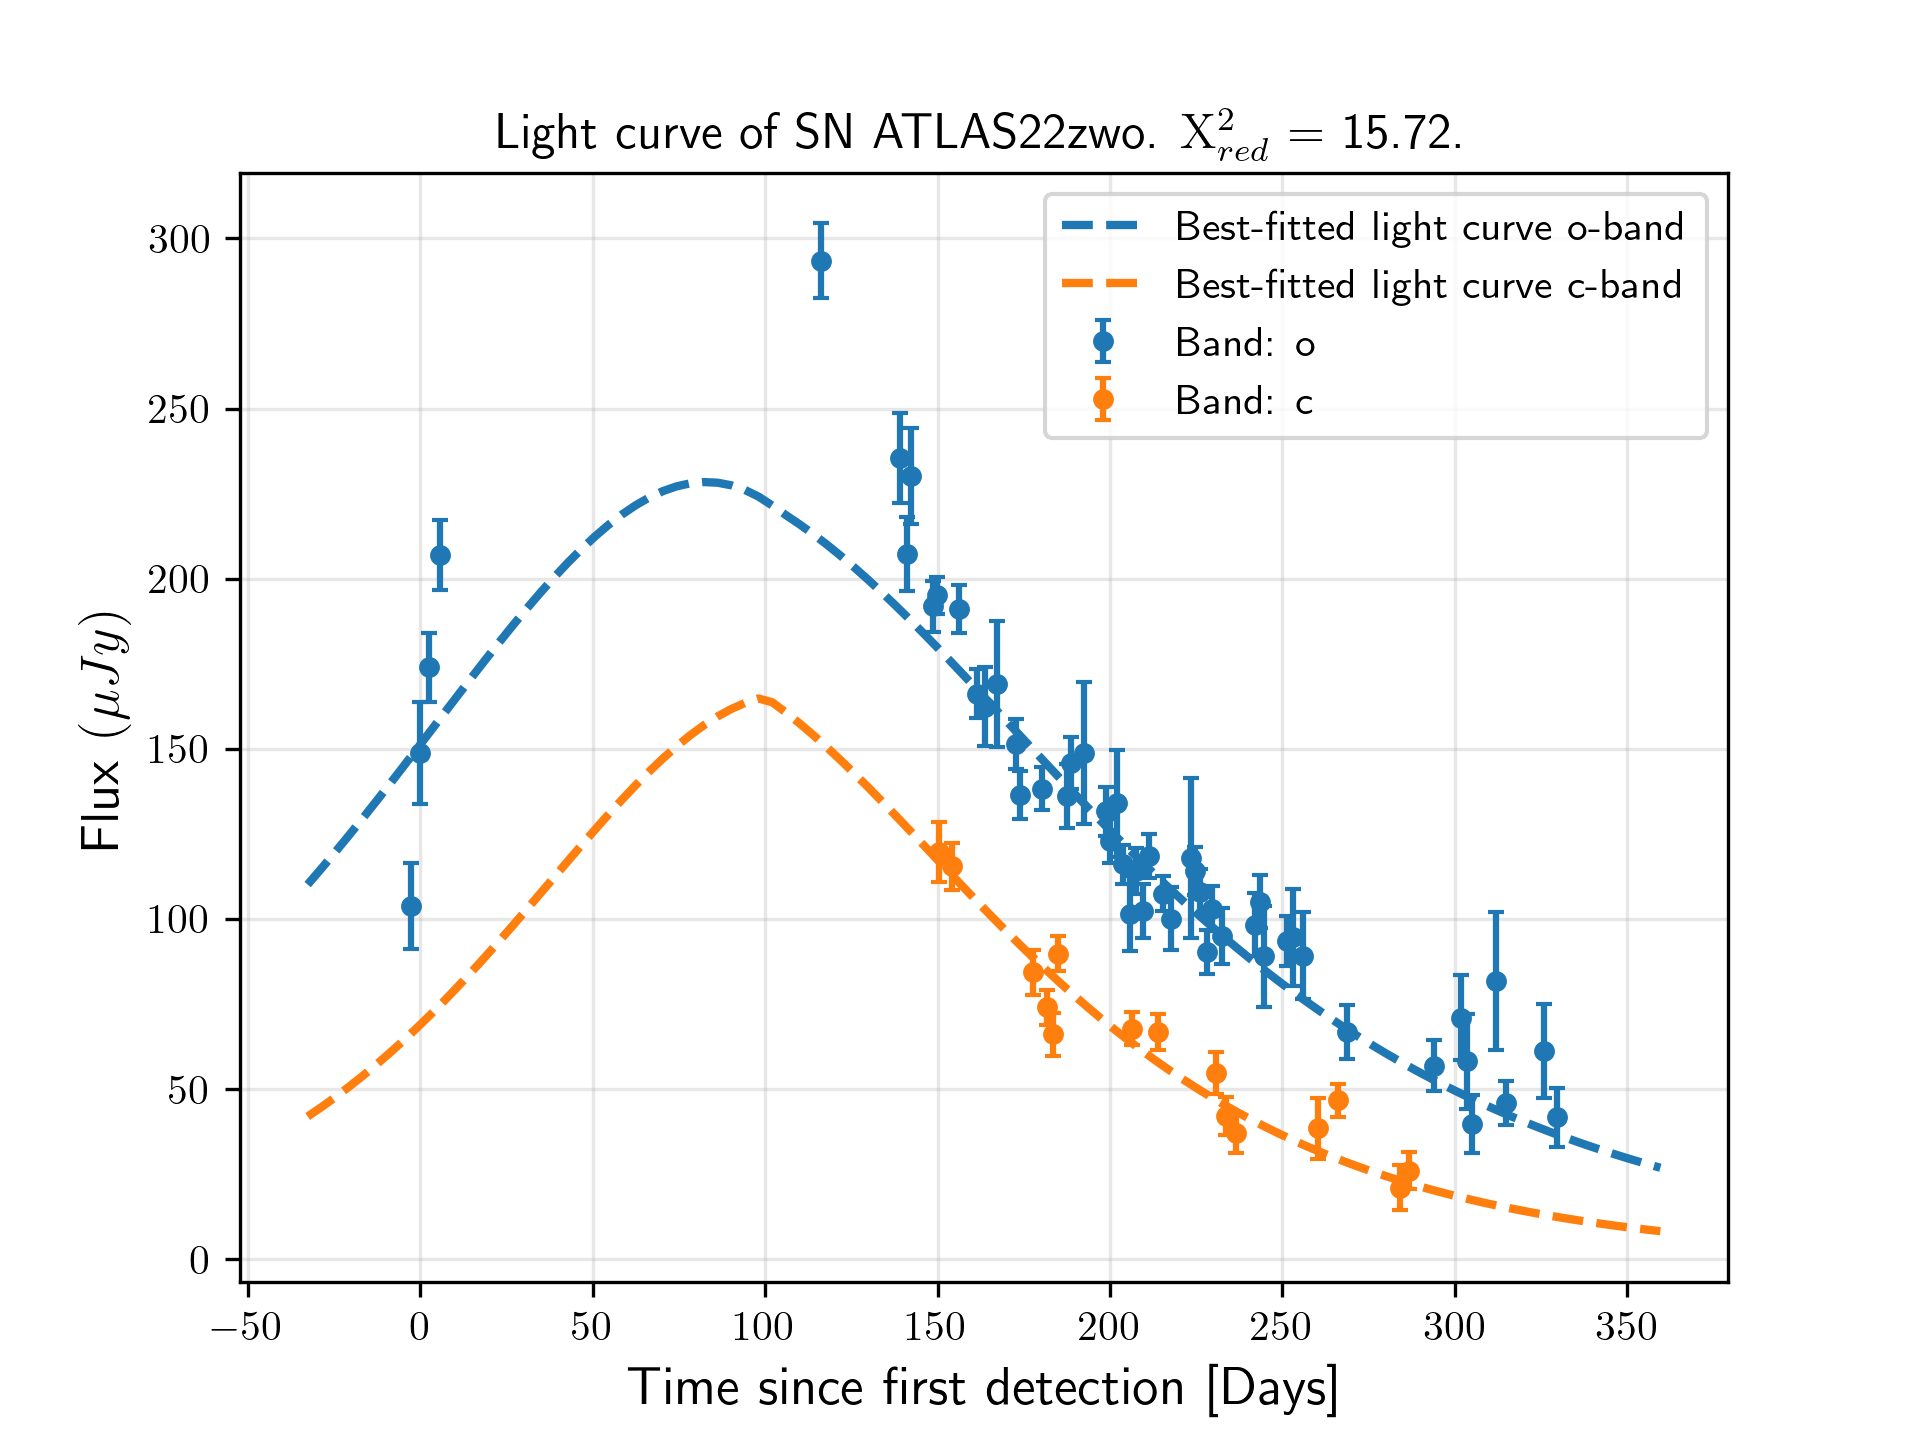 Light curve of SN ATLAS22zwo. X²_red = 15.72.
Best-fitted light curve o-band
Best-fitted light curve c-band
Band: o
Band: c
Flux (μJy)
300
250
200
150
100
50
0
−50 0 50 100 150 200 250 300 350
Time since first detection [Days]